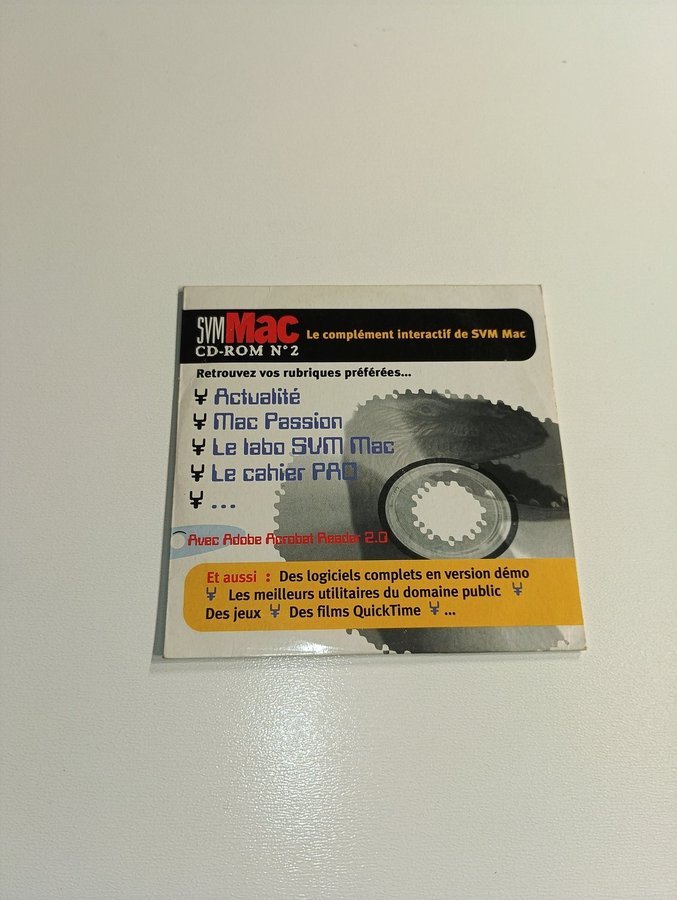 SVMMac
CD-ROM N°2
Le complément interactif de SVM Mac
Retrouvez vos rubriques préférées...
Actualité
Mac Passion
Le labo SVM Mac
Le cahier PAO
...
Avec Adobe Acrobat Reader 2.0
Et aussi : Des logiciels complets en version démo
Les meilleurs utilitaires du domaine public
Des jeux Des films QuickTime ...